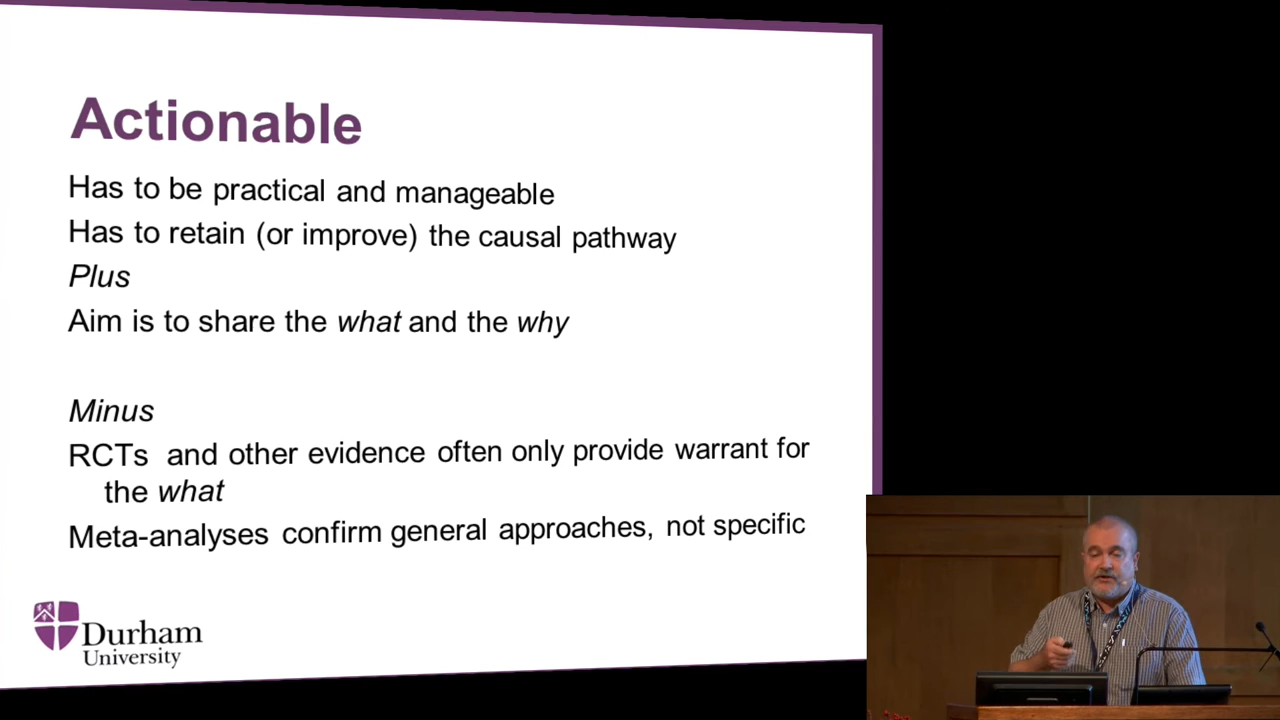 Actionable
Has to be practical and manageable
Has to retain (or improve) the causal pathway
Plus
Aim is to share the what and the why
Minus
RCTs and other evidence often only provide warrant for
the what
Meta-analyses confirm general approaches, not specific
Durham
University